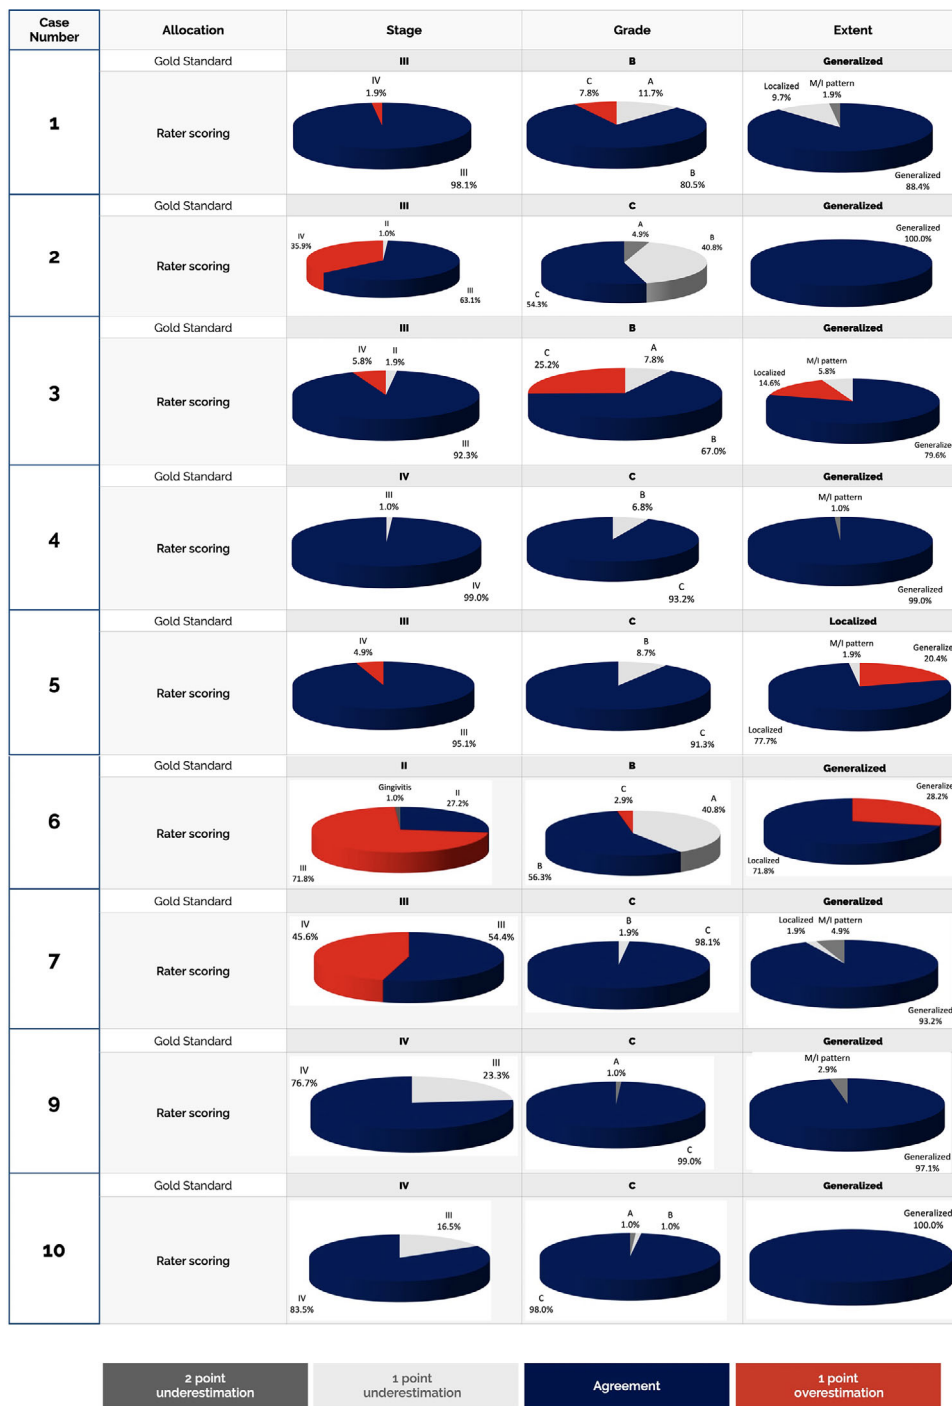 Case Number Allocation Stage Grade Extent
Gold Standard III B Generalized
1 Rater scoring
IV 1.9%
III 98.1%
C 7.8%
A 11.7%
B 80.5%
Localized 9.7%
M/I pattern 1.9%
Generalized 88.4%
Gold Standard III C Generalized
2 Rater scoring
IV 35.9%
II 1.0%
III 63.1%
A 4.9%
B 40.8%
C 54.3%
Generalized 100.0%
Gold Standard III B Generalized
3 Rater scoring
IV 5.8%
II 1.9%
III 92.3%
C 25.2%
A 7.8%
B 67.0%
Localized 14.6%
M/I pattern 5.8%
Generalize 79.6%
Gold Standard IV C Generalized
4 Rater scoring
III 1.0%
IV 99.0%
B 6.8%
C 93.2%
M/I pattern 1.0%
Generalized 99.0%
Gold Standard III C Localized
5 Rater scoring
IV 4.9%
III 95.1%
B 8.7%
C 91.3%
M/I pattern 1.9%
Generalize 20.4%
Localized 77.7%
Gold Standard II B Generalized
6 Rater scoring
Gingivitis 1.0%
II 27.2%
III 71.8%
C 2.9%
A 40.8%
B 56.3%
Generalize 28.2%
Localized 71.8%
Gold Standard III C Generalized
7 Rater scoring
IV 45.6%
III 54.4%
B 1.9%
C 98.1%
Localized 1.9%
M/I pattern 4.9%
Generalized 93.2%
Gold Standard IV C Generalized
9 Rater scoring
IV 76.7%
III 23.3%
A 1.0%
C 99.0%
M/I pattern 2.9%
Generalized 97.1%
Gold Standard IV C Generalized
10 Rater scoring
III 16.5%
IV 83.5%
A 1.0%
B 1.0%
C 98.0%
Generalized 100.0%
2 point underestimation
1 point underestimation
Agreement
1 point overestimation